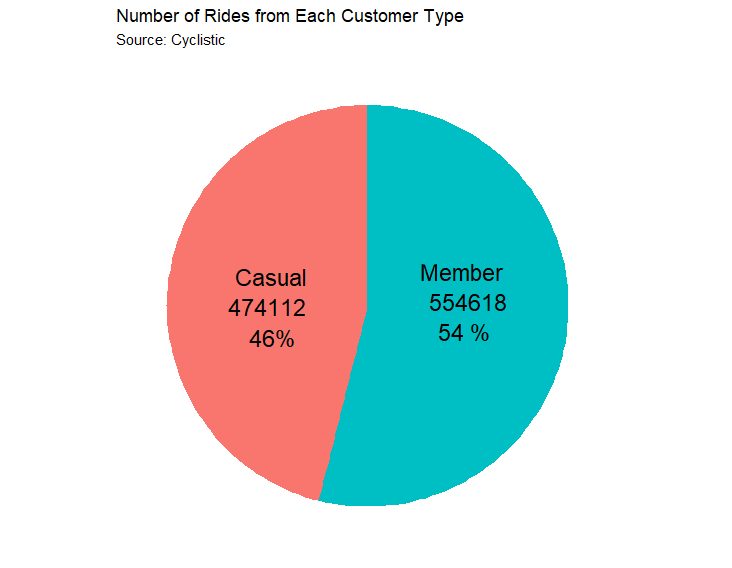 Number of Rides from Each Customer Type
Source: Cyclistic
Casual
474112
46%
Member
554618
54 %